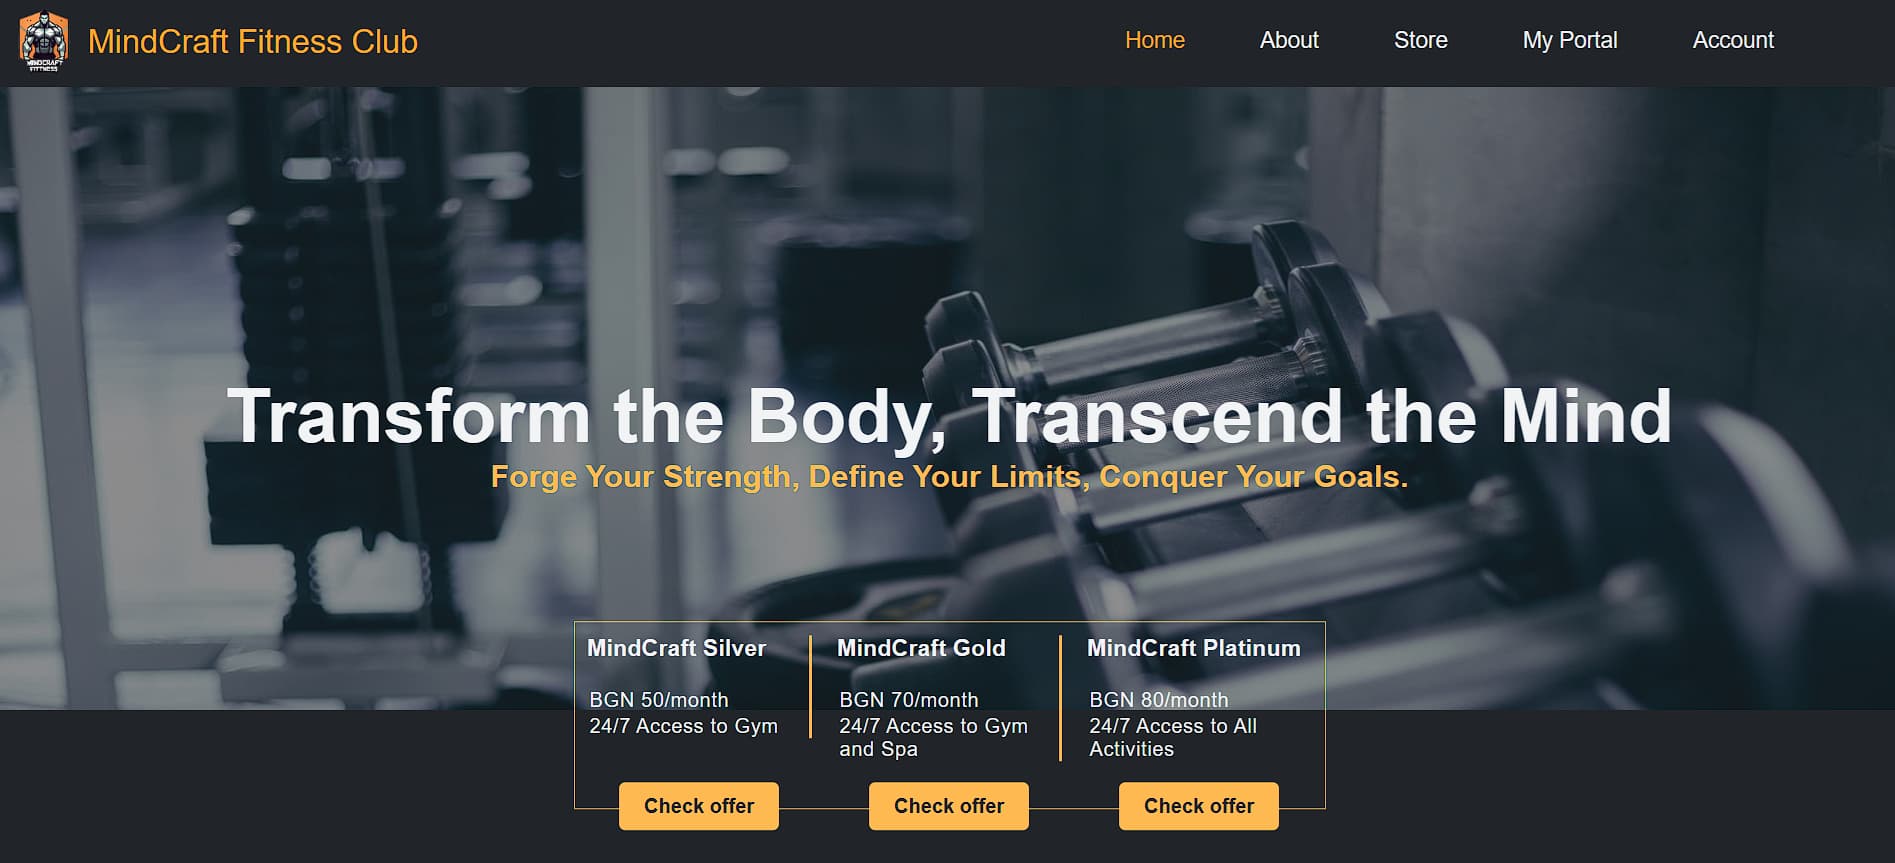 MINDCRAFT
FITTNESS
MindCraft Fitness Club
Home
About
Store
My Portal
Account
Transform the Body, Transcend the Mind
Forge Your Strength, Define Your Limits, Conquer Your Goals.
MindCraft Silver
BGN 50/month
24/7 Access to Gym
Check offer
MindCraft Gold
BGN 70/month
24/7 Access to Gym
and Spa
Check offer
MindCraft Platinum
BGN 80/month
24/7 Access to All
Activities
Check offer